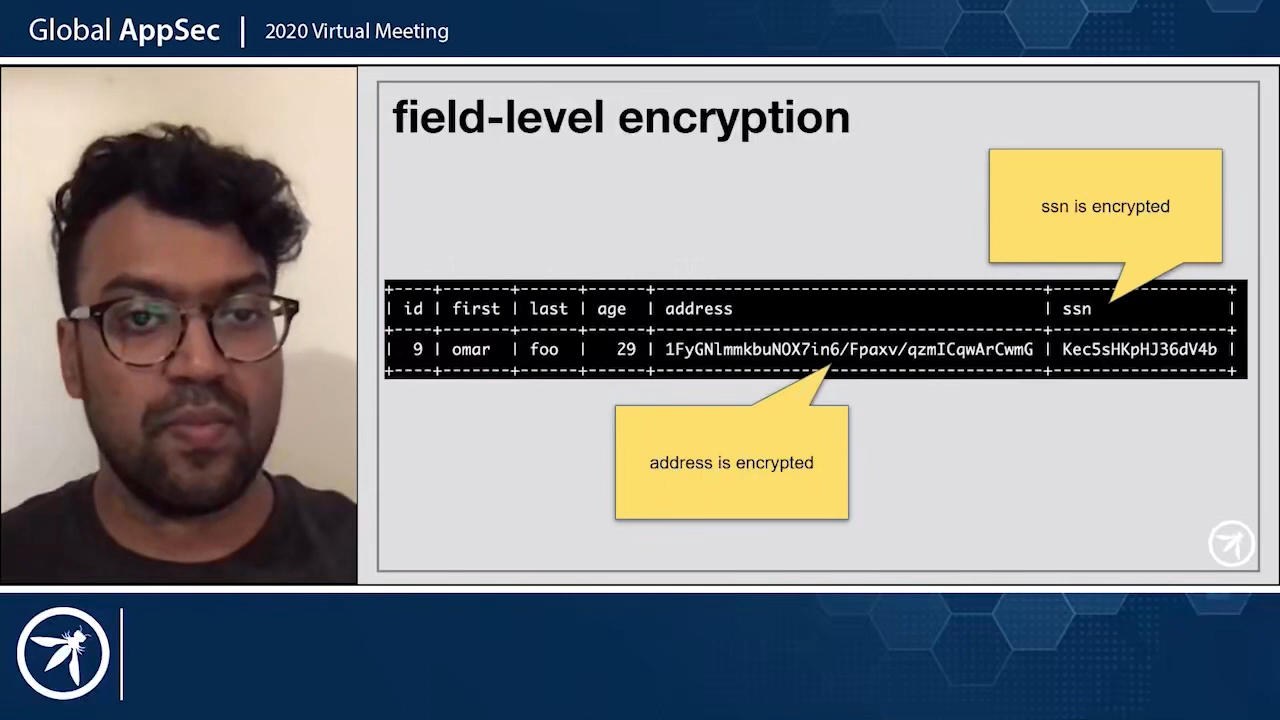 Global AppSec | 2020 Virtual Meeting
field-level encryption
ssn is encrypted
+----+-------+------+------+---------------------------------------+-----------------+
| id | first | last | age | address | ssn |
+----+-------+------+------+---------------------------------------+-----------------+
| 9 | omar | foo | 29 | 1FyGNlmmkbuNOX7in6/Fpaxv/qzmICqwArCwmG | Kec5sHKpHJ36dV4b |
+----+-------+------+------+---------------------------------------+-----------------+
address is encrypted